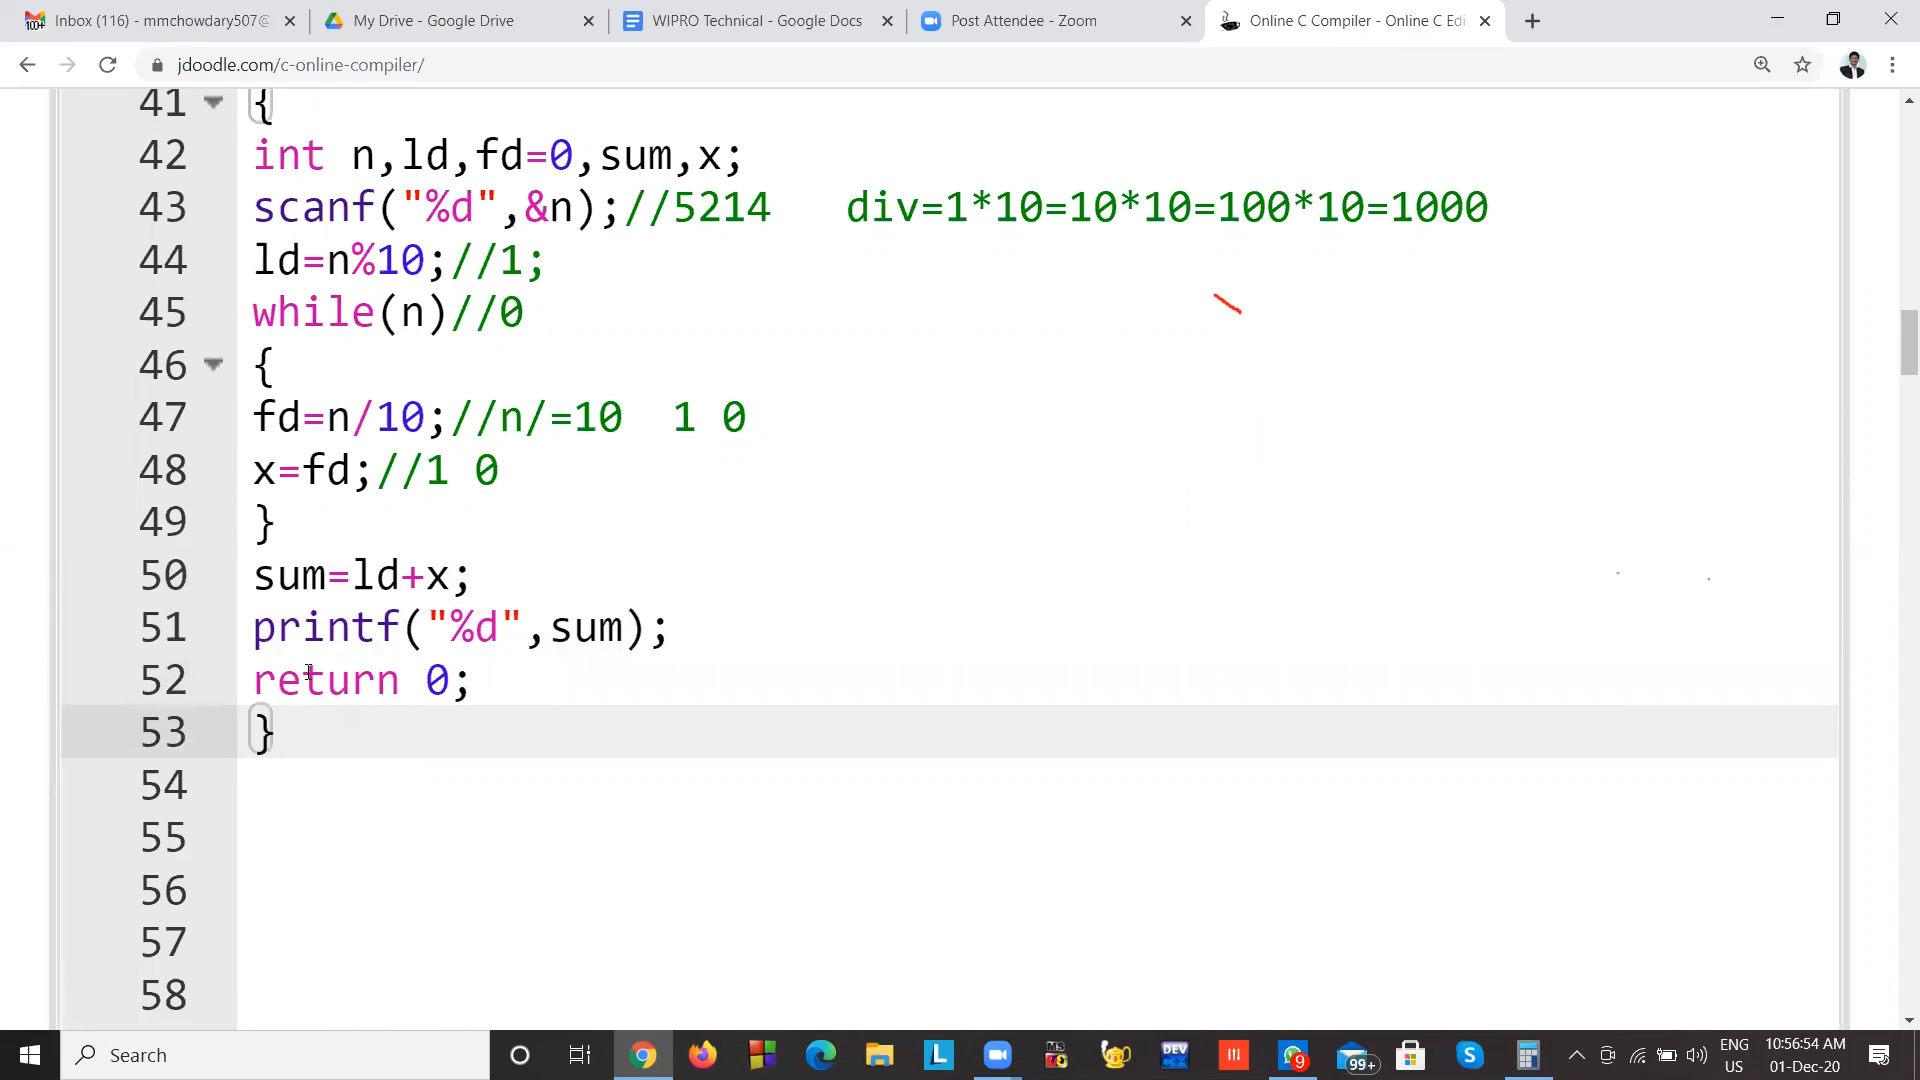 Inbox (116) - mmchowdary507@
My Drive - Google Drive
WIPRO Technical - Google Docs
Post Attendee - Zoom
Online C Compiler - Online C Edi
jdoodle.com/c-online-compiler/
41 {
42 int n,ld,fd=0,sum,x;
43 scanf("%d",&n);//5214   div=1*10=10*10=100*10=1000
44 ld=n%10;//1;
45 while(n)//0
46 {
47 fd=n/10;//n/=10  1 0
48 x=fd;//1 0
49 }
50 sum=ld+x;
51 printf("%d",sum);
52 return 0;
53 }
54
55
56
57
58
Search
L
DEV
9
99+
S
ENG
US
10:56:54 AM
01-Dec-20